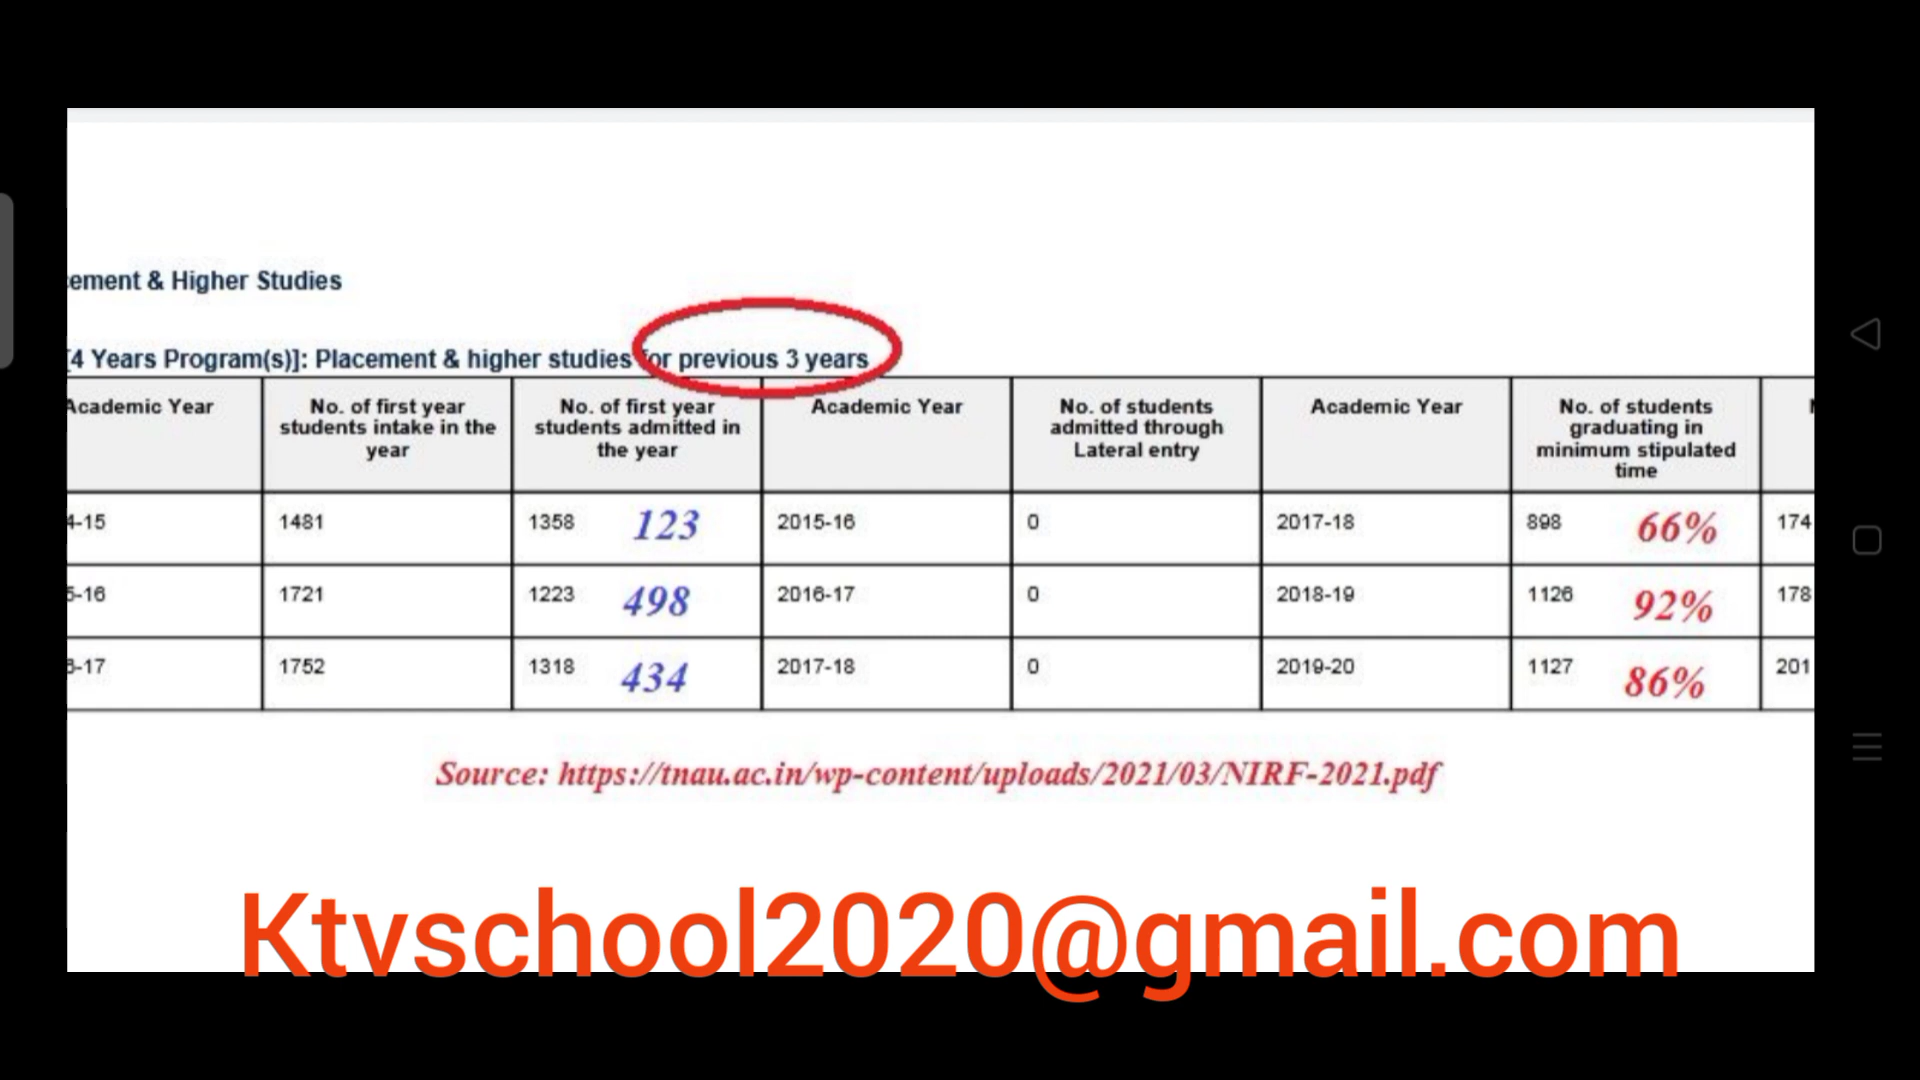 cement & Higher Studies
[4 Years Program(s)]: Placement & higher studies for previous 3 years
Academic Year
No. of first year
students intake in the
year
No. of first year
students admitted in
the year
Academic Year
No. of students
admitted through
Lateral entry
Academic Year
No. of students
graduating in
minimum stipulated
time
4-15 1481 1358 123 2015-16 0 2017-18 898 66% 174
5-16 1721 1223 498 2016-17 0 2018-19 1126 92% 178
6-17 1752 1318 434 2017-18 0 2019-20 1127 86% 201
Source: https://tnau.ac.in/wp-content/uploads/2021/03/NIRF-2021.pdf
Ktvschool2020@gmail.com